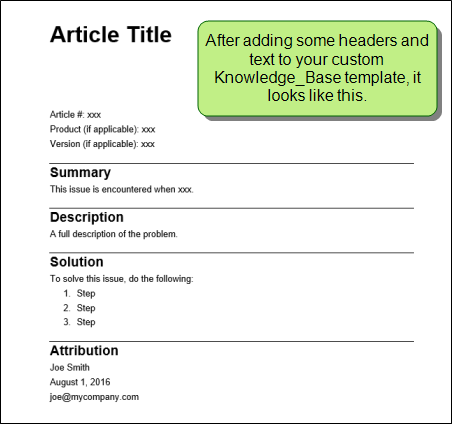 Article Title
After adding some headers and
text to your custom
Knowledge_Base template, it
looks like this.
Article #: xxx
Product (if applicable): xxx
Version (if applicable): xxx
Summary
This issue is encountered when xxx.
Description
A full description of the problem.
Solution
To solve this issue, do the following:
1. Step
2. Step
3. Step
Attribution
Joe Smith
August 1, 2016
joe@mycompany.com